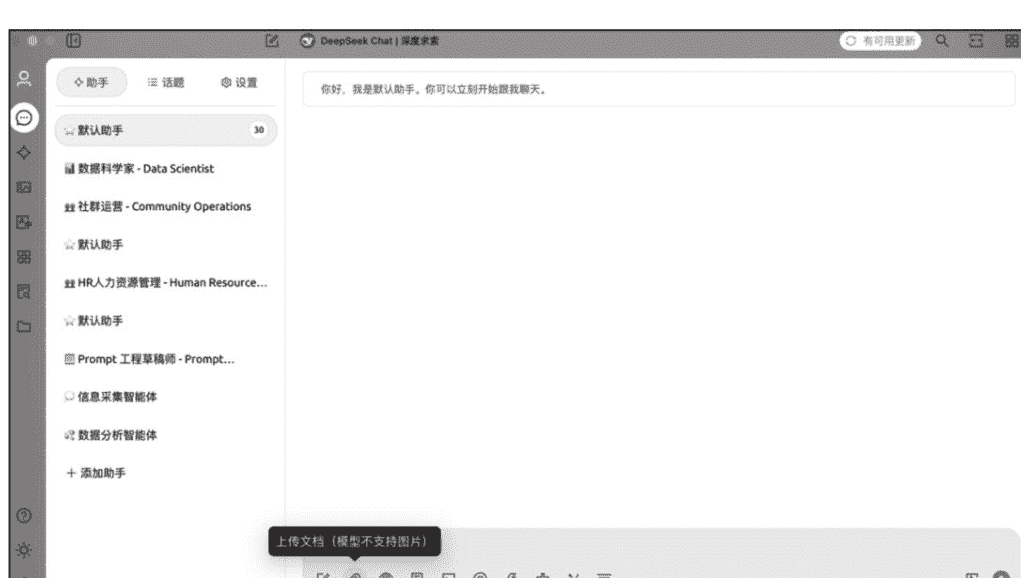 DeepSeek Chat | 深度求索
有可用更新
助手
话题
设置
你好，我是默认助手。你可以立刻开始跟我聊天。
默认助手
30
数据科学家 - Data Scientist
社群运营 - Community Operations
默认助手
HR人力资源管理 - Human Resource...
默认助手
Prompt 工程草稿师 - Prompt...
信息采集智能体
数据分析智能体
+ 添加助手
上传文档（模型不支持图片）